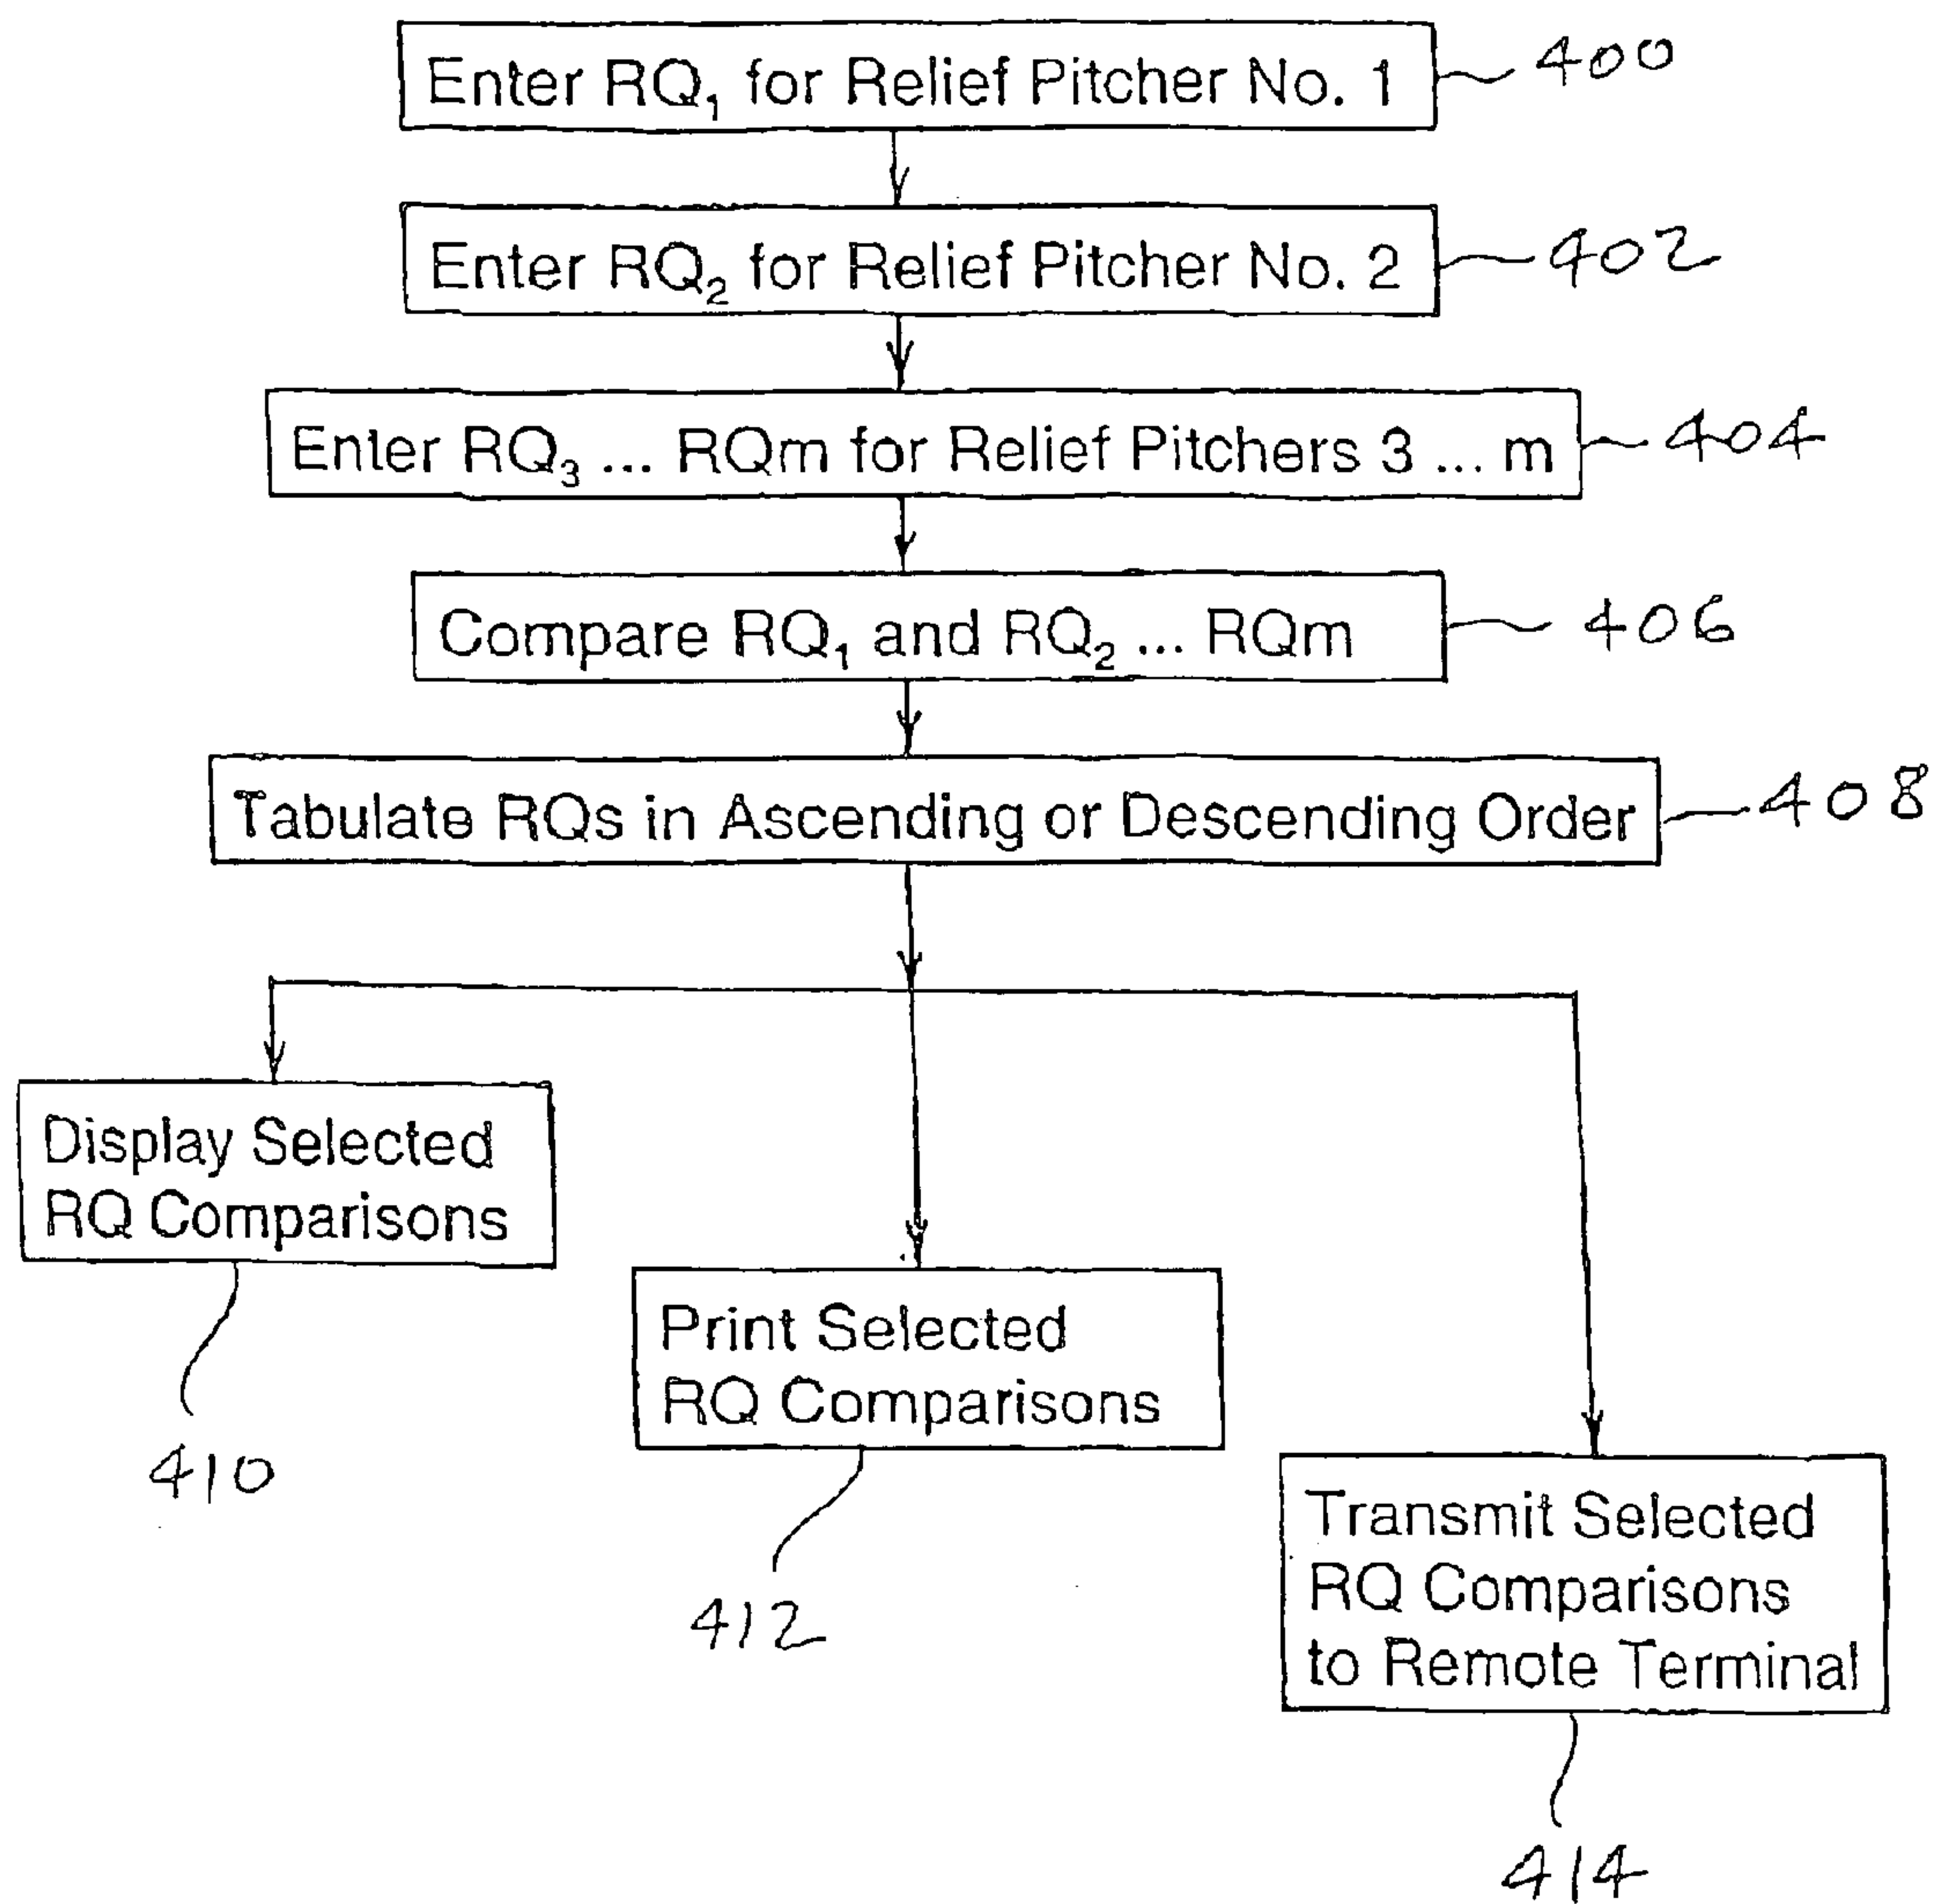 Enter RQ₁ for Relief Pitcher No. 1
400
Enter RQ₂ for Relief Pitcher No. 2
402
Enter RQ₃ ... RQm for Relief Pitchers 3 ... m
404
Compare RQ₁ and RQ₂ ... RQm
406
Tabulate RQs in Ascending or Descending Order
408
Display Selected
RQ Comparisons
410
Print Selected
RQ Comparisons
412
Transmit Selected
RQ Comparisons
to Remote Terminal
414